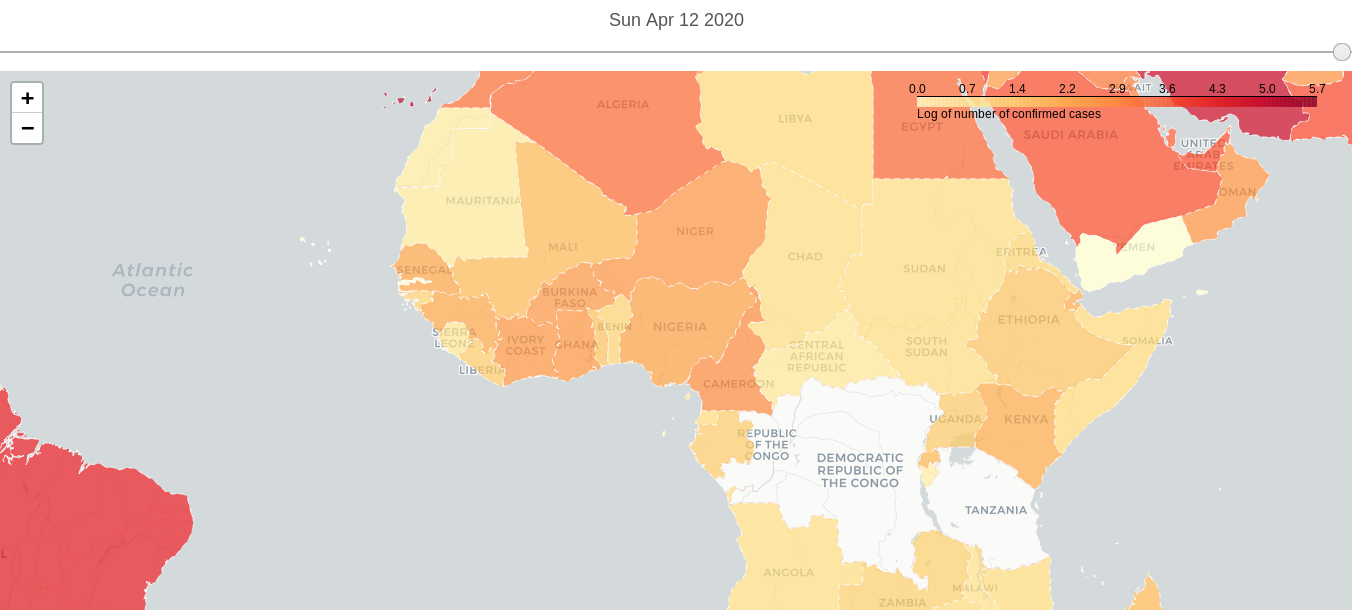 Sun Apr 12 2020
+
−
0.0 0.7 1.4 2.2 2.9 3.6 4.3 5.0 5.7
Log of number of confirmed cases
ALGERIA
LIBYA
EGYPT
SAUDI ARABIA
UNITED
ARAB
EMIRATES
OMAN
MAURITANIA
MALI
NIGER
CHAD
SUDAN
ERITREA
YEMEN
Atlantic
Ocean
SENEGAL
BURKINA
FASO
BENIN
NIGERIA
ETHIOPIA
SIERRA
LEONE
IVORY
COAST
GHANA
LIBERIA
CENTRAL
AFRICAN
REPUBLIC
SOUTH
SUDAN
SOMALIA
CAMEROON
UGANDA
KENYA
REPUBLIC
OF THE
CONGO
DEMOCRATIC
REPUBLIC OF
THE CONGO
TANZANIA
L
ANGOLA
MALAWI
ZAMBIA